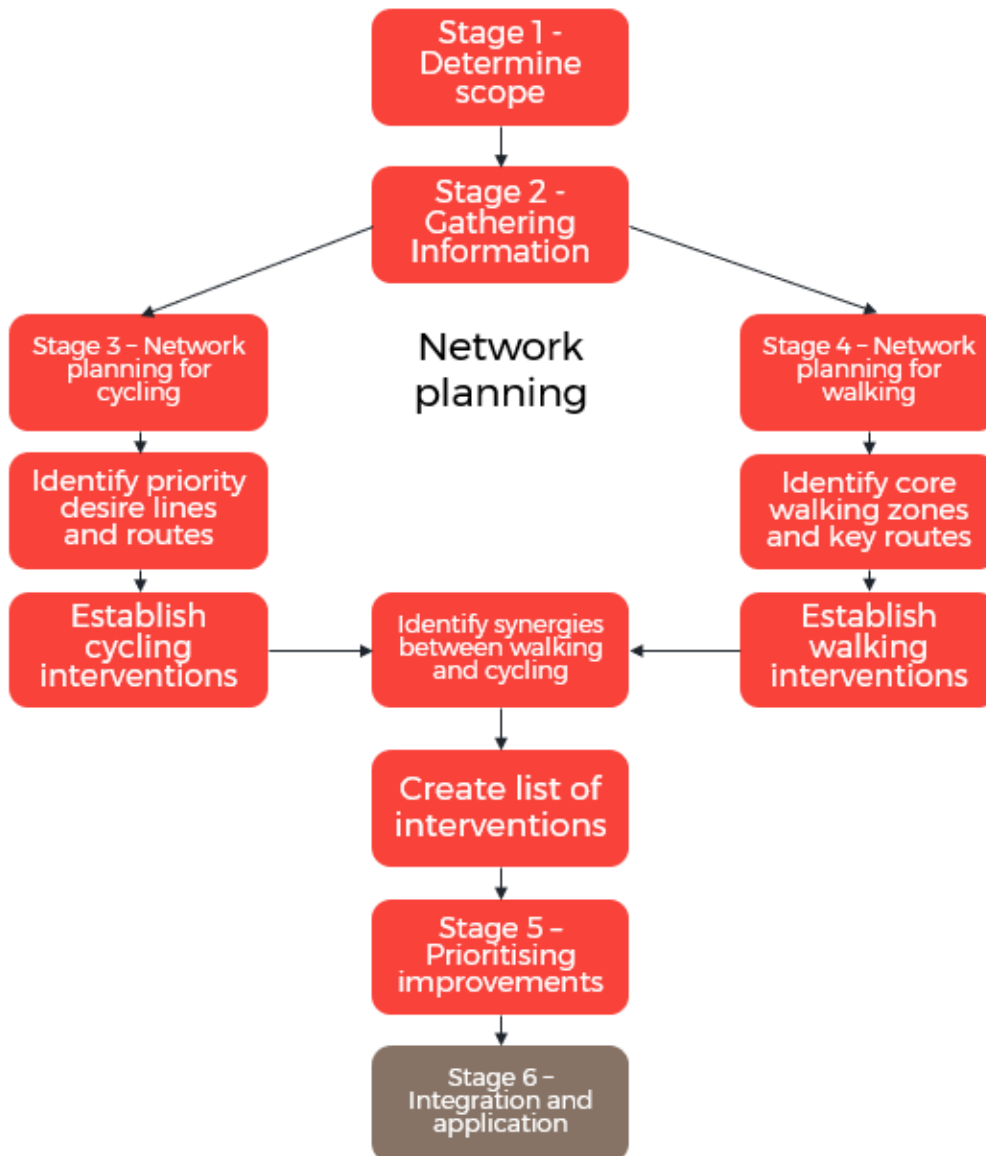 Stage 1 -
Determine
scope
Stage 2 -
Gathering
Information
Stage 3 – Network
planning for
cycling
Network
planning
Stage 4 – Network
planning for
walking
Identify priority
desire lines
and routes
Identify core
walking zones
and key routes
Establish
cycling
interventions
Identify synergies
between walking
and cycling
Establish
walking
interventions
Create list of
interventions
Stage 5 –
Prioritising
improvements
Stage 6 –
Integration and
application